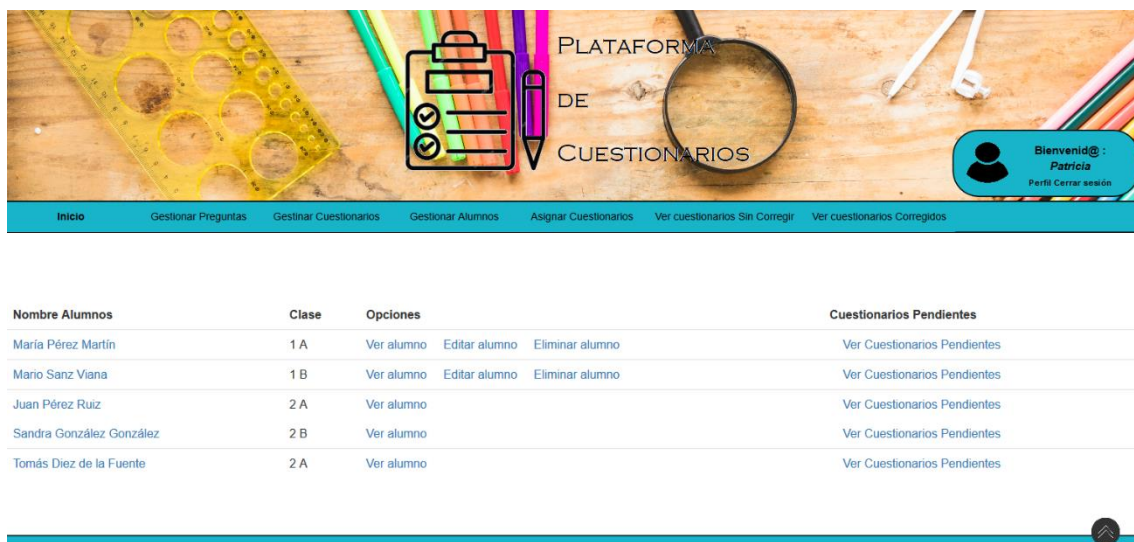 PLATAFORMA
DE
CUESTIONARIOS
Bienvenid@ :
Patricia
Perfil Cerrar sesión
Inicio Gestionar Preguntas Gestinar Cuestionarios Gestionar Alumnos Asignar Cuestionarios Ver cuestionarios Sin Corregir Ver cuestionarios Corregidos
Nombre Alumnos Clase Opciones Cuestionarios Pendientes
María Pérez Martín 1 A Ver alumno Editar alumno Eliminar alumno Ver Cuestionarios Pendientes
Mario Sanz Viana 1 B Ver alumno Editar alumno Eliminar alumno Ver Cuestionarios Pendientes
Juan Pérez Ruiz 2 A Ver alumno Ver Cuestionarios Pendientes
Sandra González González 2 B Ver alumno Ver Cuestionarios Pendientes
Tomás Diez de la Fuente 2 A Ver alumno Ver Cuestionarios Pendientes